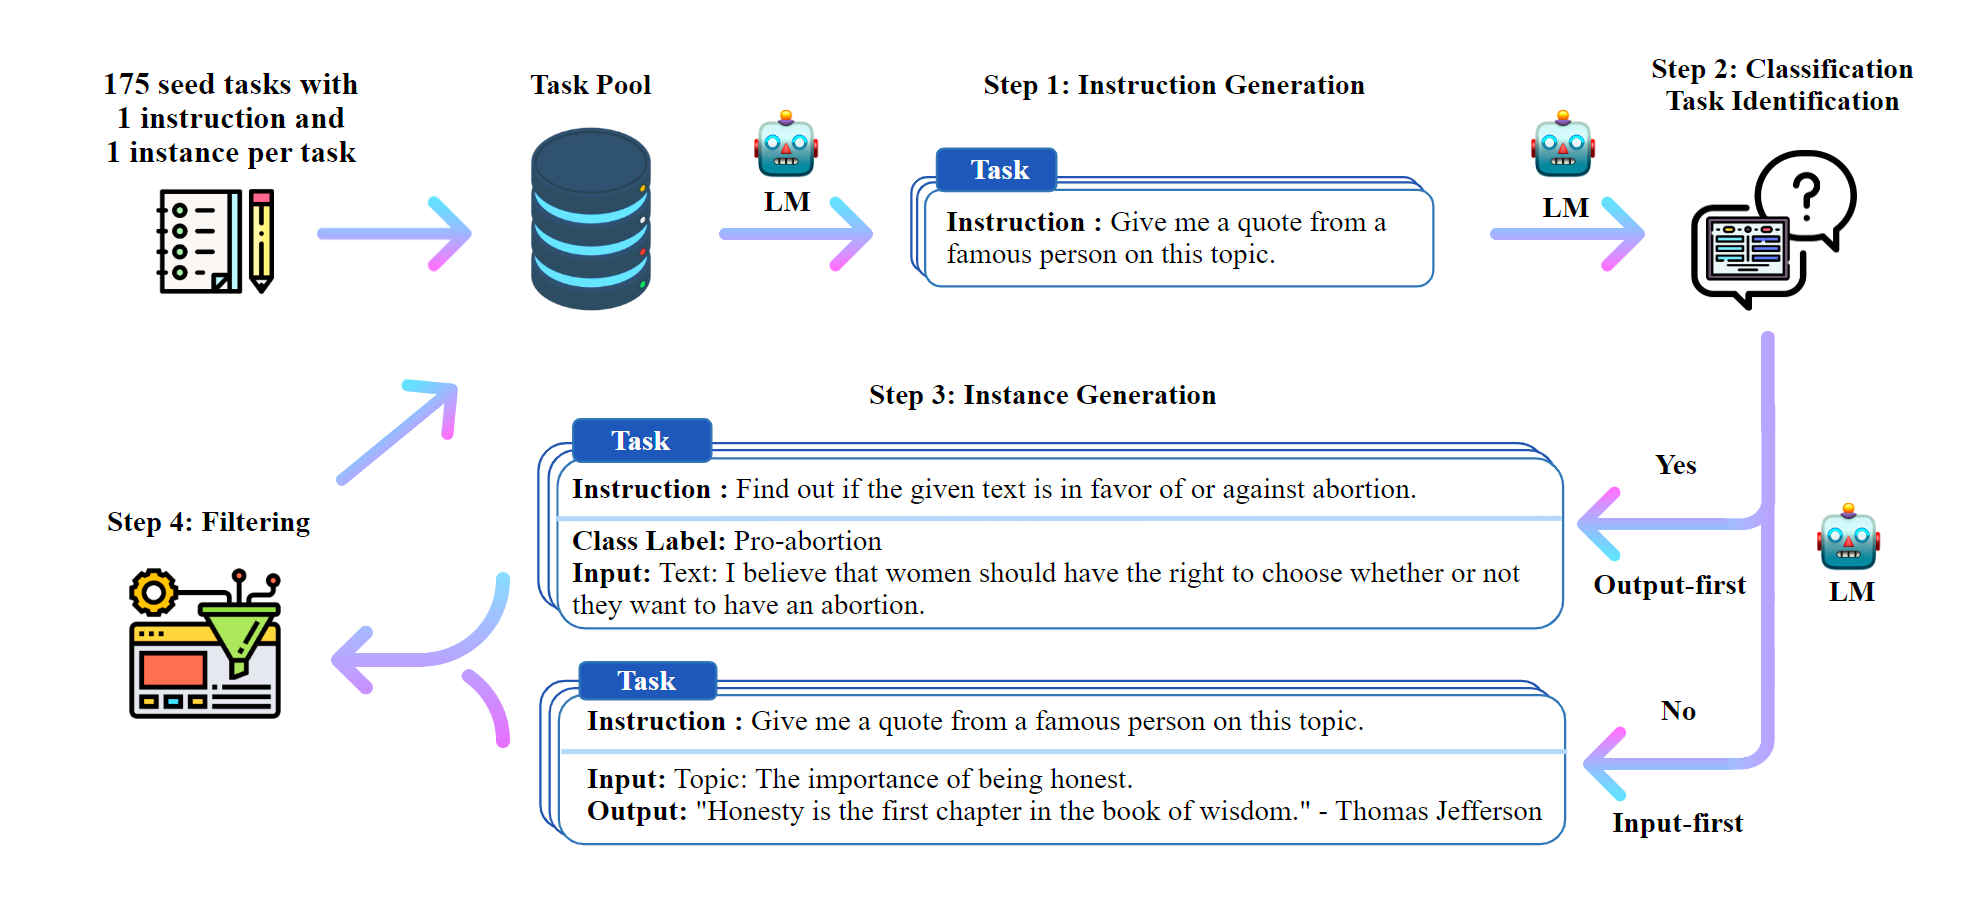 175 seed tasks with
1 instruction and
1 instance per task
Task Pool
LM
Step 1: Instruction Generation
Task
Instruction : Give me a quote from a
famous person on this topic.
LM
Step 2: Classification
Task Identification
Step 3: Instance Generation
Task
Instruction : Find out if the given text is in favor of or against abortion.
Class Label: Pro-abortion
Input: Text: I believe that women should have the right to choose whether or not
they want to have an abortion.
Yes
Output-first
LM
Task
Instruction : Give me a quote from a famous person on this topic.
Input: Topic: The importance of being honest.
Output: "Honesty is the first chapter in the book of wisdom." - Thomas Jefferson
No
Input-first
Step 4: Filtering